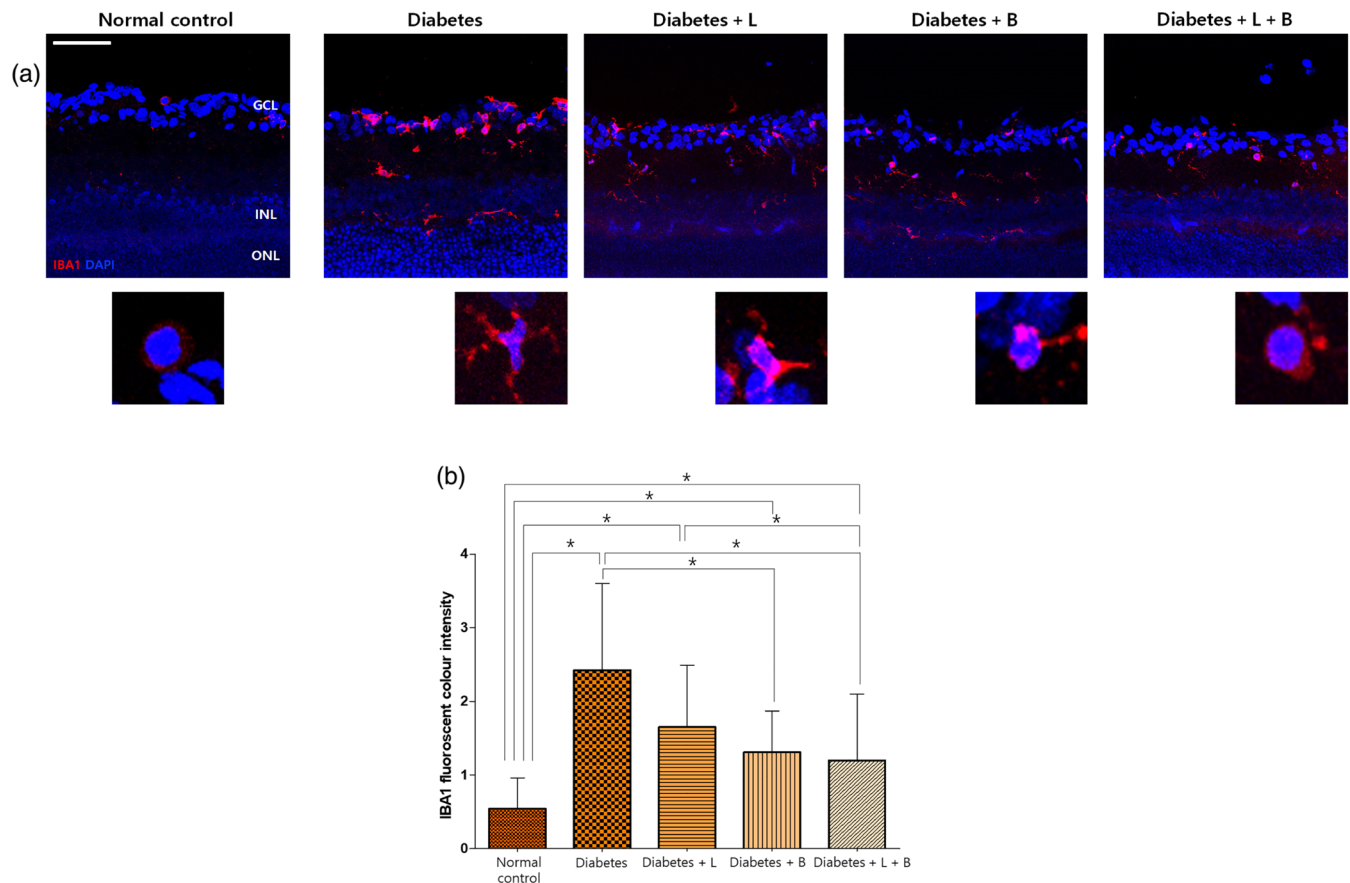 Normal control
Diabetes
Diabetes + L
Diabetes + B
Diabetes + L + B
(a)
GCL
INL
ONL
IBA1 DAPI
(b)
*
*
*
*
*
*
*
IBA1 fluoroscent colour intensity
4
3
2
1
0
Normal
control
Diabetes
Diabetes + L
Diabetes + B
Diabetes + L + B